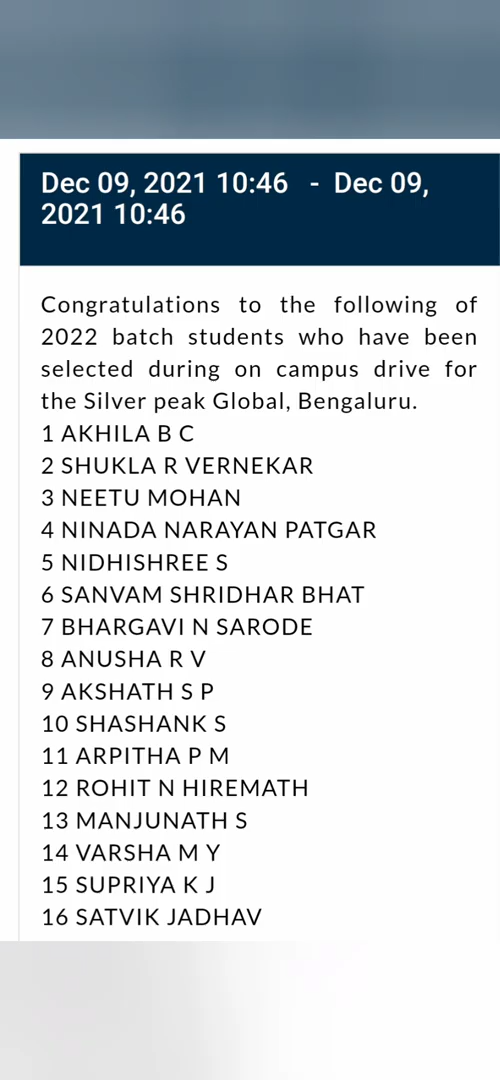 Dec 09, 2021 10:46 - Dec 09,
2021 10:46
Congratulations to the following of
2022 batch students who have been
selected during on campus drive for
the Silver peak Global, Bengaluru.
1 AKHILA B C
2 SHUKLA R VERNEKAR
3 NEETU MOHAN
4 NINADA NARAYAN PATGAR
5 NIDHISHREE S
6 SANVAM SHRIDHAR BHAT
7 BHARGAVI N SARODE
8 ANUSHA R V
9 AKSHATH S P
10 SHASHANK S
11 ARPITHA P M
12 ROHIT N HIREMATH
13 MANJUNATH S
14 VARSHA M Y
15 SUPRIYA K J
16 SATVIK JADHAV